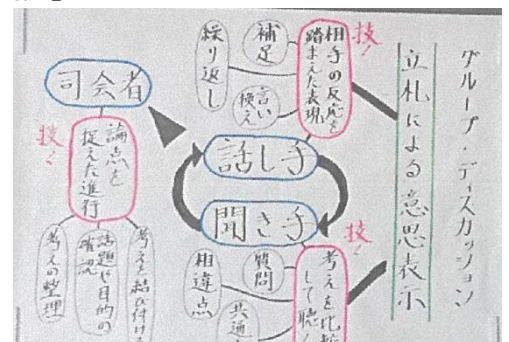 グループ・ディスカッション
立札による意思表示
技！
相手の反応を
踏まえた表現
補足
言い
換え
繰り返し
話し手
聞き手
技！
考えを比較
して聴く
質問
共通
相違点
司会者
技！
論点を
捉えた進行
考えを結び付ける
話題や目的の
確認
考えの整理